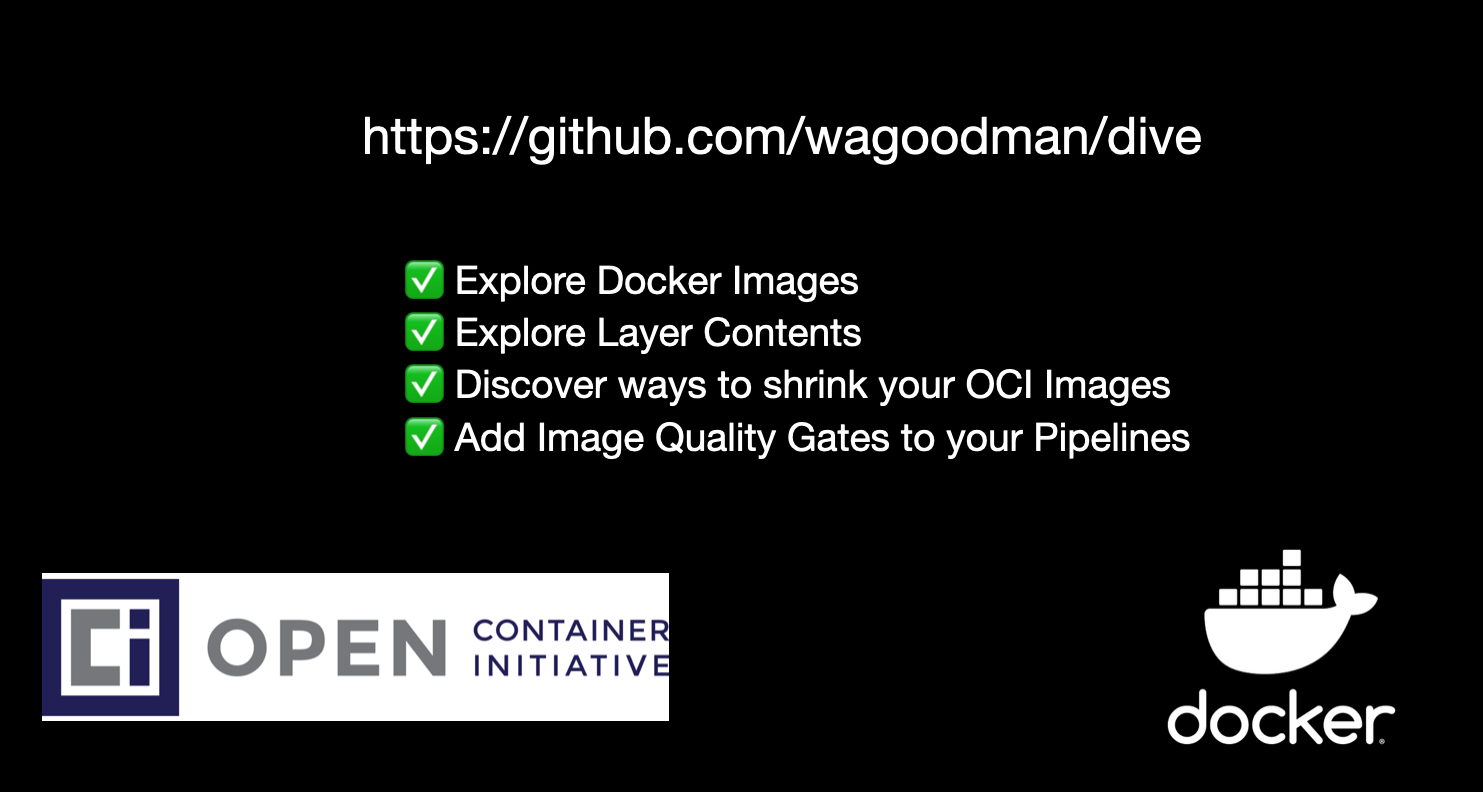 https://github.com/wagoodman/dive
✅ Explore Docker Images
✅ Explore Layer Contents
✅ Discover ways to shrink your OCI Images
✅ Add Image Quality Gates to your Pipelines
Ci OPEN CONTAINER
INITIATIVE
docker